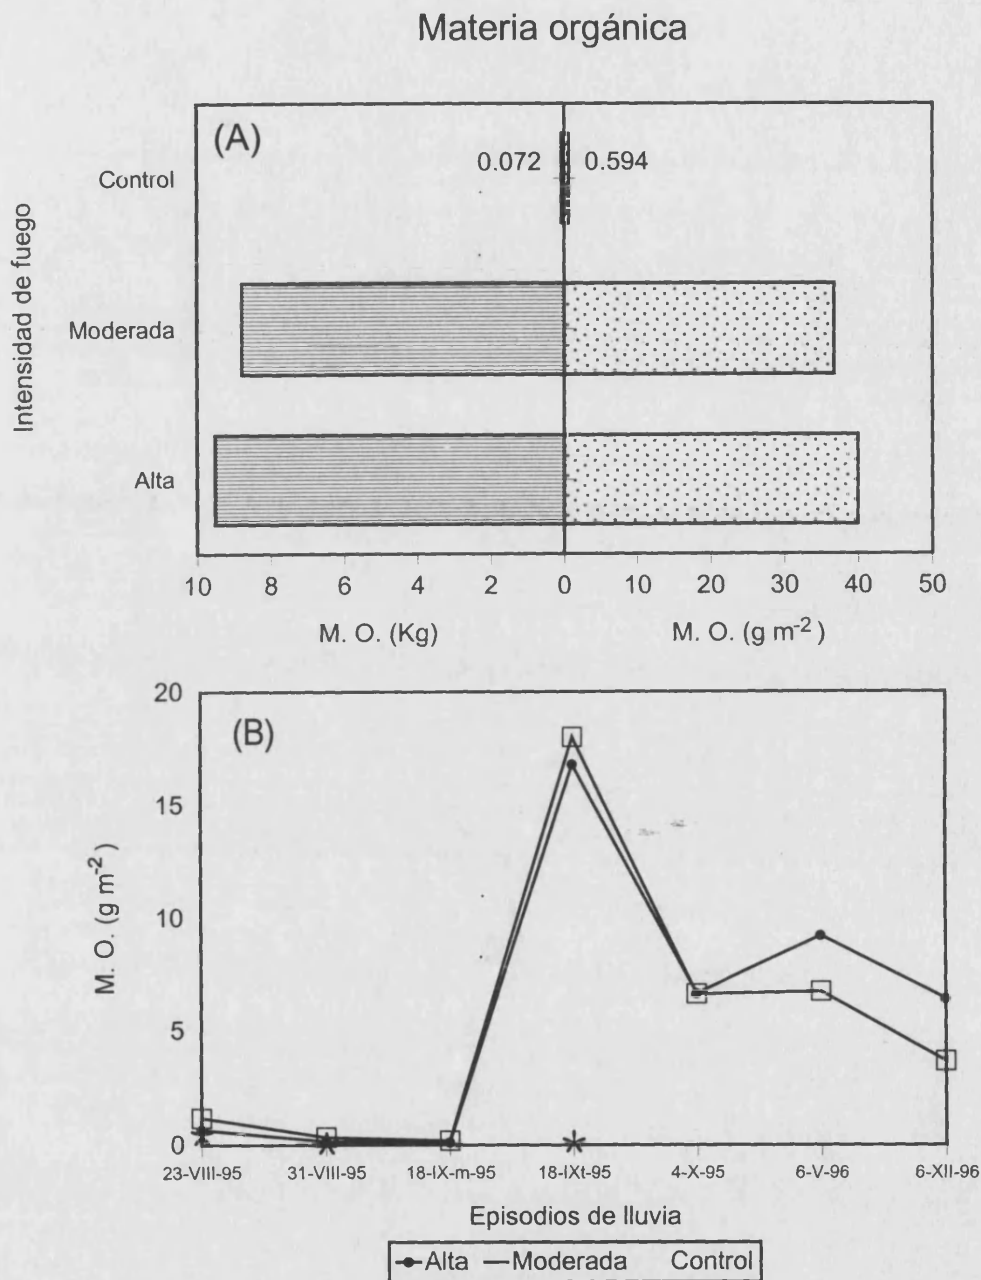 Materia orgánica
(A)
Intensidad de fuego
Control
0.072
0.594
Moderada
Alta
10 8 6 4 2 0 10 20 30 40 50
M. O. (Kg)
M. O. (g m-2)
(B)
M. O. (g m-2)
20
15
10
5
0
23-VIII-95 31-VIII-95 18-IX-m-95 18-IXt-95 4-X-95 6-V-96 6-XII-96
Episodios de lluvia
Alta Moderada Control